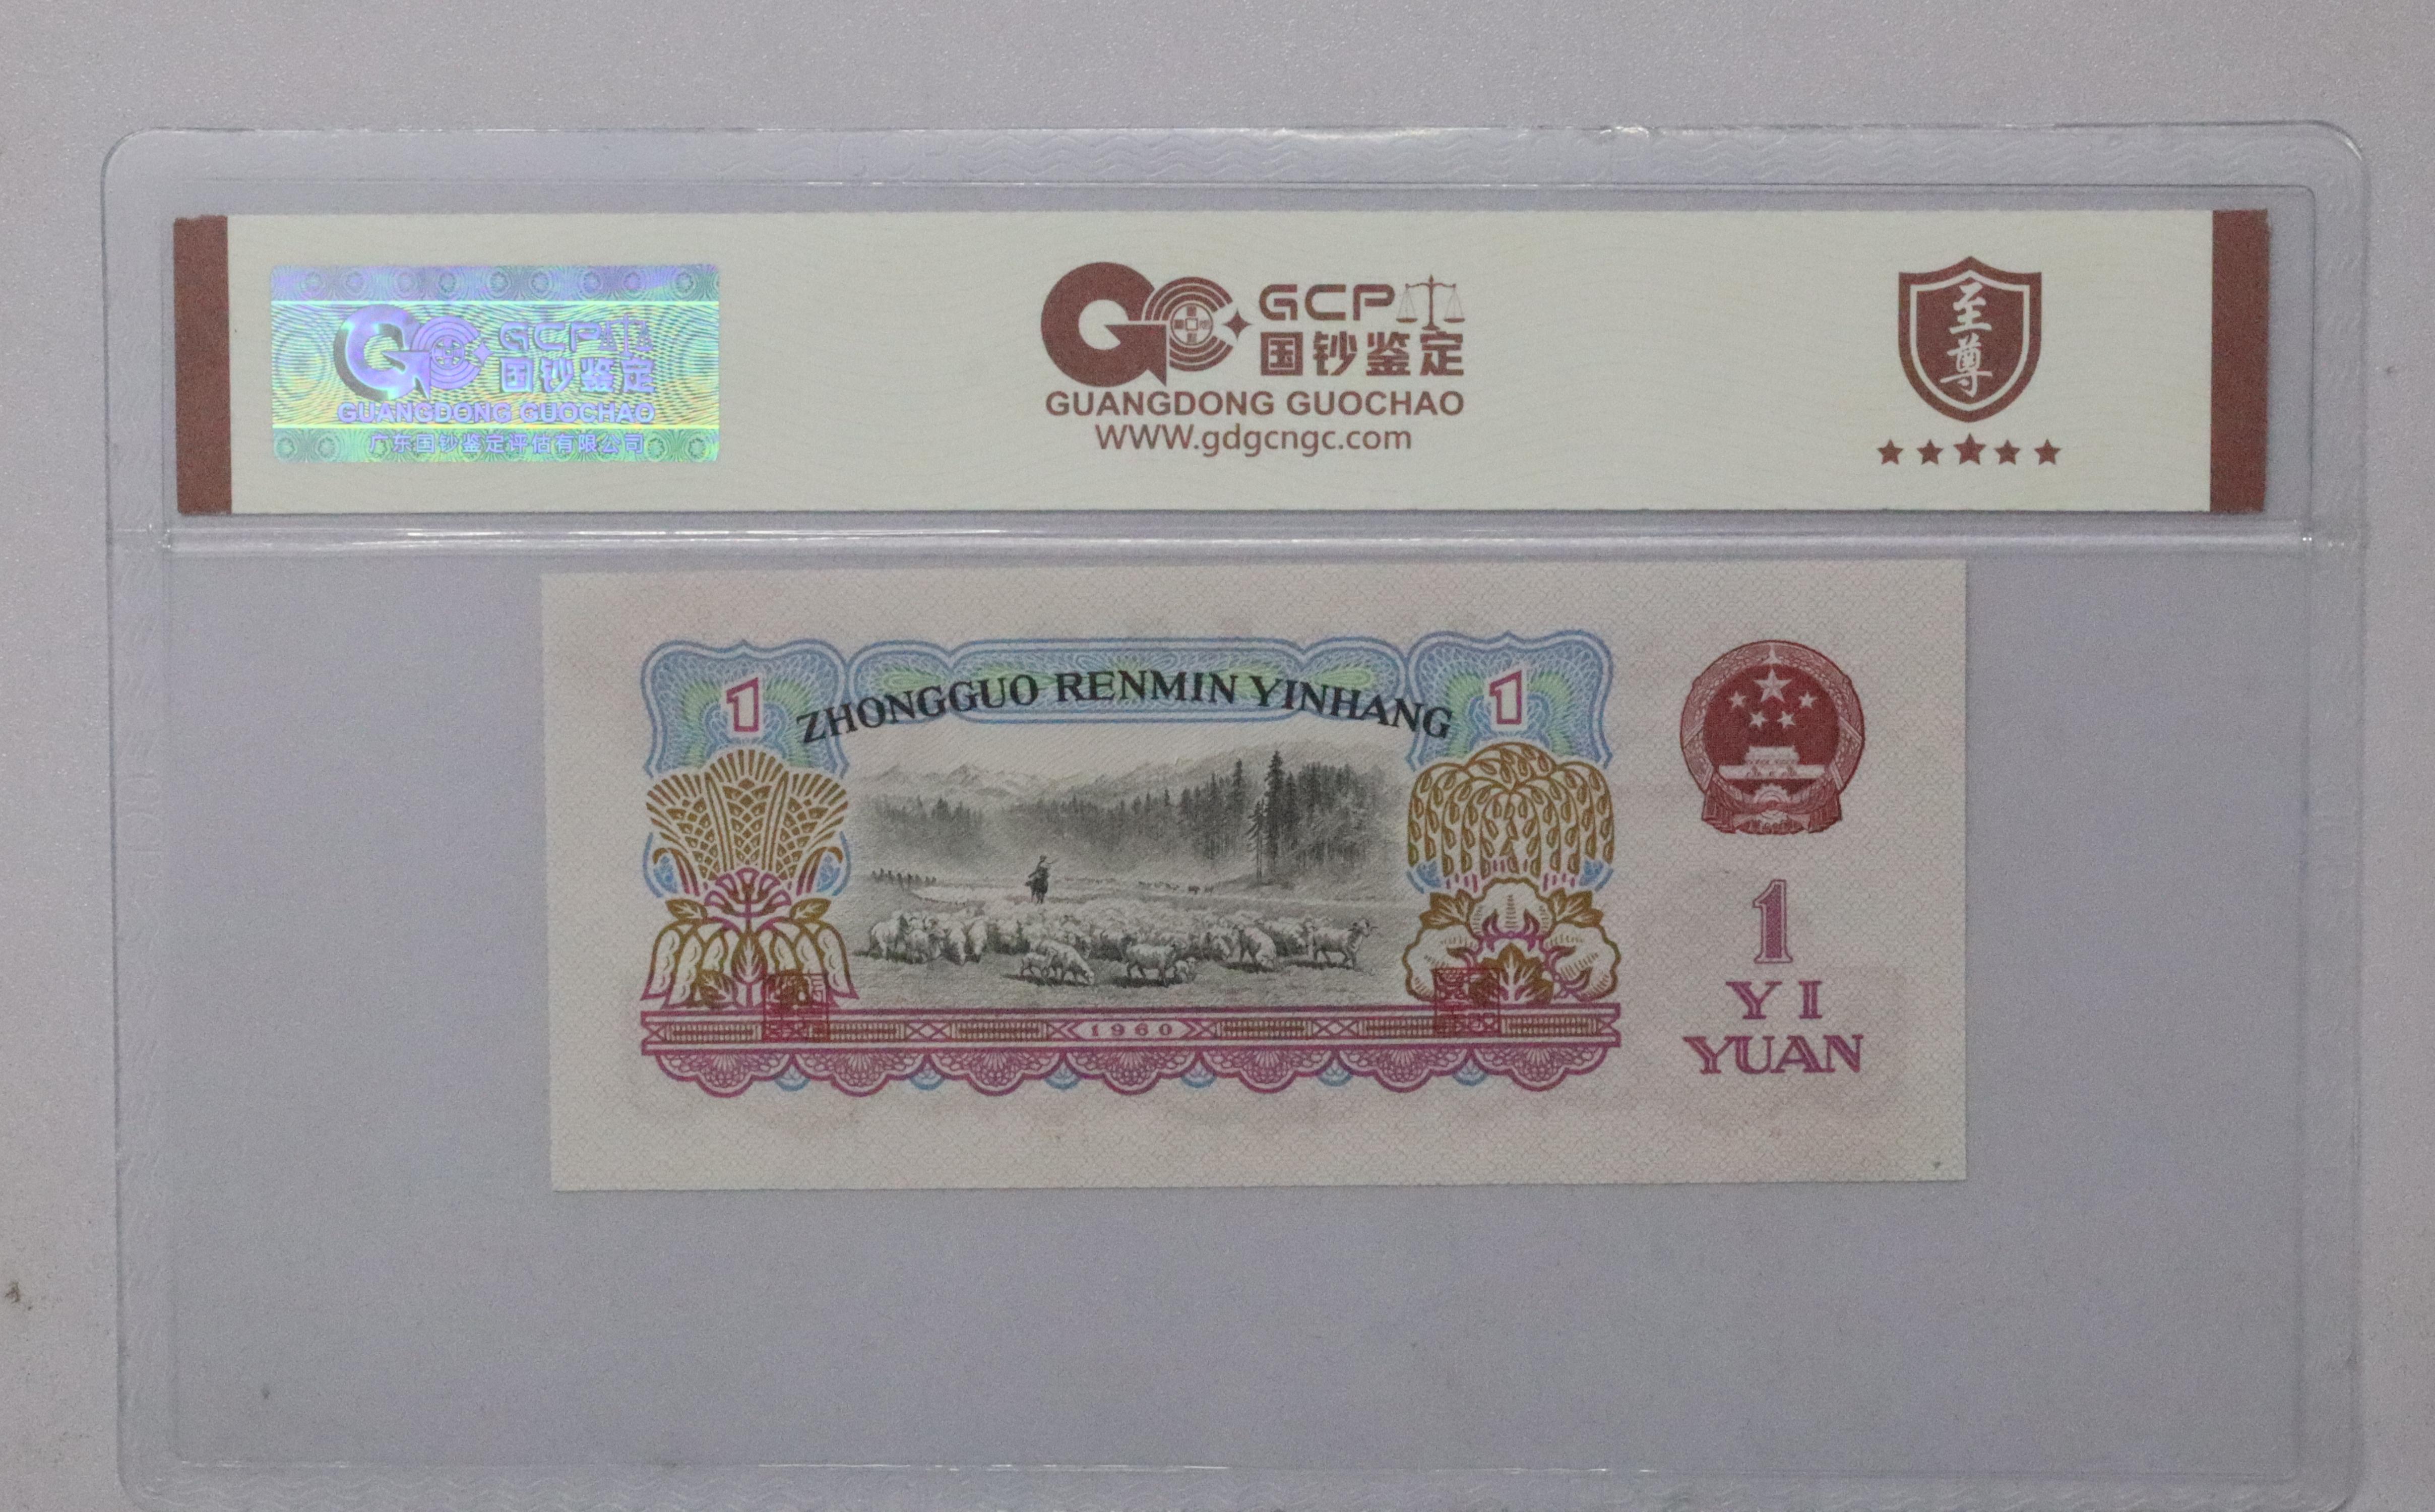 GCP
国钞鉴定
GUANGDONG GUOCHAO
广东国钞鉴定评估有限公司
GCP
国钞鉴定
GUANGDONG GUOCHAO
WWW.gdgcngc.com
至尊
1
ZHONGGUO RENMIN YINHANG
1
1
YI
YUAN
1960